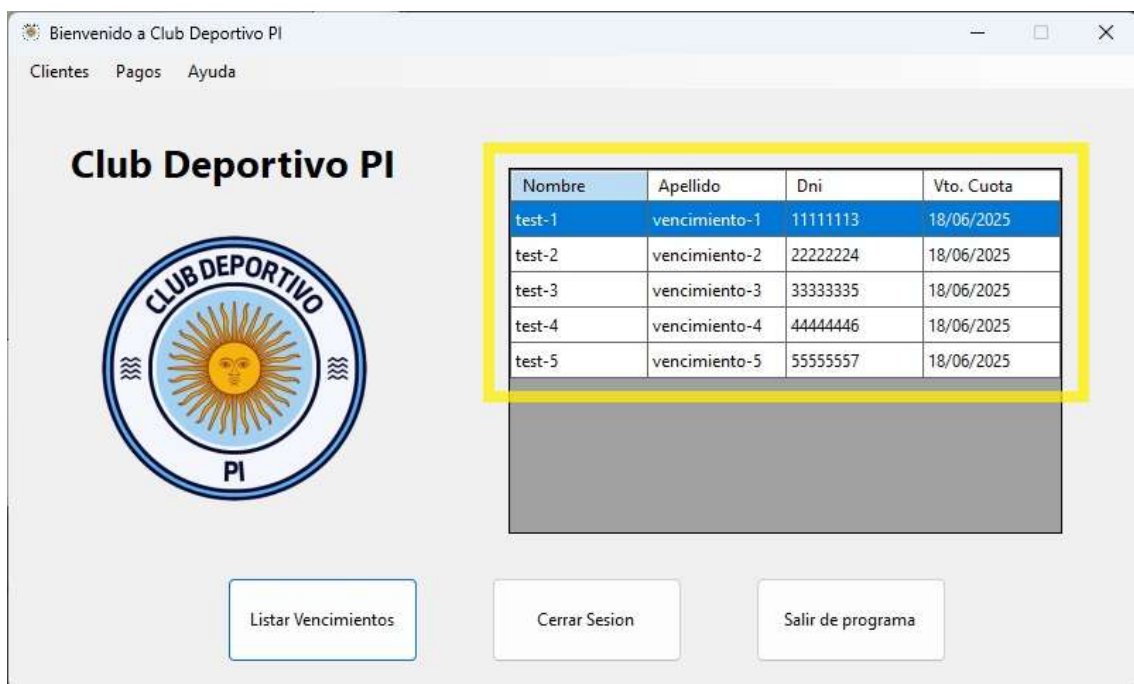 Bienvenido a Club Deportivo PI
Clientes Pagos Ayuda
Club Deportivo PI
CLUB DEPORTIVO
PI
Nombre Apellido Dni Vto. Cuota
test-1 vencimiento-1 11111113 18/06/2025
test-2 vencimiento-2 22222224 18/06/2025
test-3 vencimiento-3 33333335 18/06/2025
test-4 vencimiento-4 44444446 18/06/2025
test-5 vencimiento-5 55555557 18/06/2025
Listar Vencimientos Cerrar Sesion Salir de programa